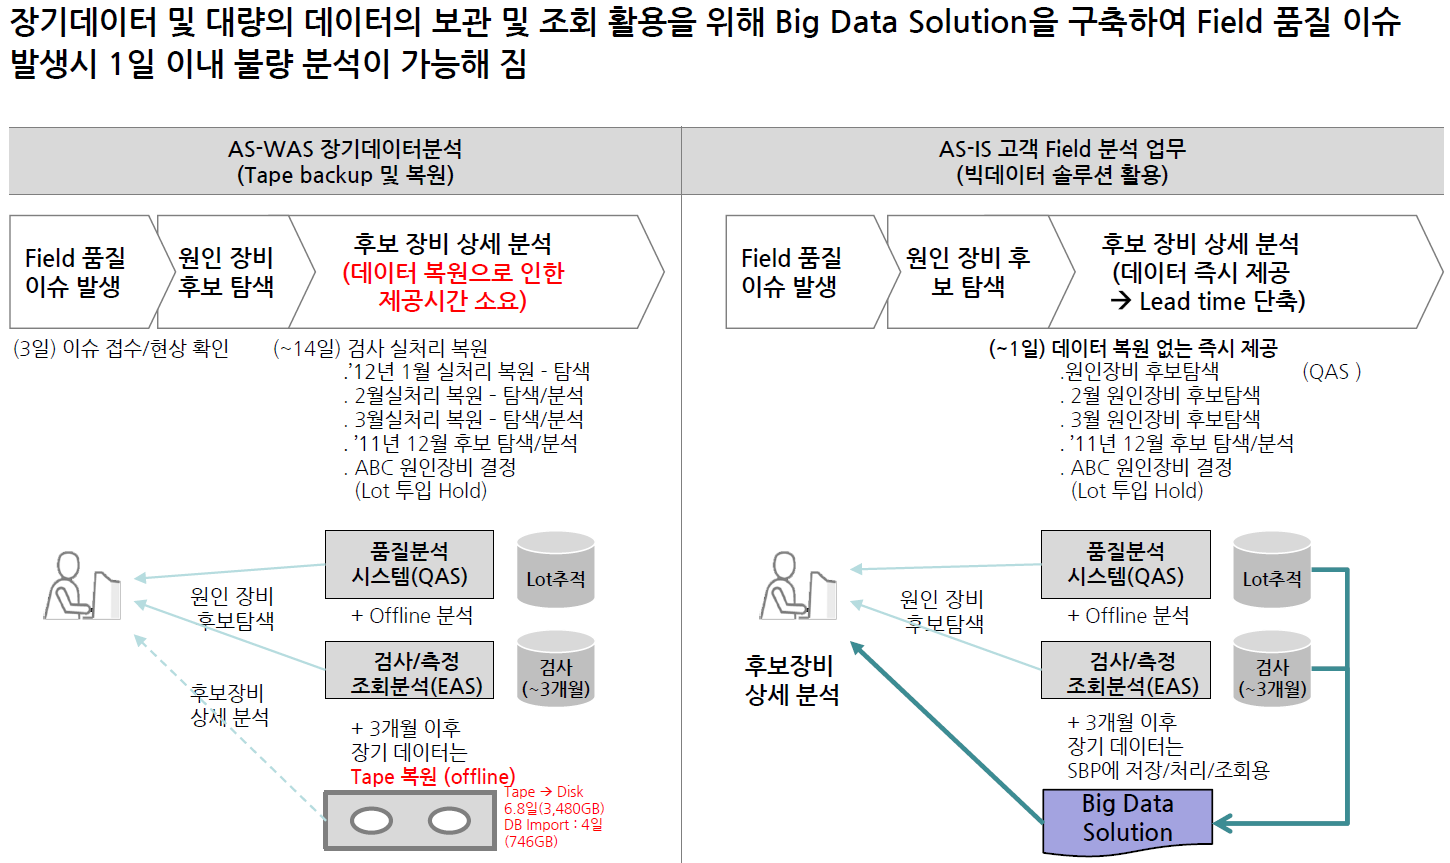 장기데이터 및 대량의 데이터의 보관 및 조회 활용을 위해 Big Data Solution을 구축하여 Field 품질 이슈
발생시 1일 이내 불량 분석이 가능해 짐
AS-WAS 장기데이터분석
(Tape backup 및 복원)
Field 품질
이슈 발생
원인 장비
후보 탐색
후보 장비 상세 분석
(데이터 복원으로 인한
제공시간 소요)
(3일) 이슈 접수/현상 확인
(~14일) 검사 실처리 복원
.'12년 1월 실처리 복원 - 탐색
. 2월실처리 복원 - 탐색/분석
. 3월실처리 복원 - 탐색/분석
. '11년 12월 후보 탐색/분석
. ABC 원인장비 결정
(Lot 투입 Hold)
품질분석
시스템(QAS)
Lot추적
+ Offline 분석
원인 장비
후보탐색
검사/측정
조회분석(EAS)
검사
(~3개월)
후보장비
상세 분석
+ 3개월 이후
장기 데이터는
Tape 복원 (offline)
Tape → Disk
6.8일(3,480GB)
DB Import : 4일
(746GB)
AS-IS 고객 Field 분석 업무
(빅데이터 솔루션 활용)
Field 품질
이슈 발생
원인 장비 후
보 탐색
후보 장비 상세 분석
(데이터 즉시 제공
→ Lead time 단축)
(~1일) 데이터 복원 없는 즉시 제공
.원인장비 후보탐색 (QAS )
. 2월 원인장비 후보탐색
. 3월 원인장비 후보탐색
. '11년 12월 후보 탐색/분석
. ABC 원인장비 결정
(Lot 투입 Hold)
품질분석
시스템(QAS)
Lot추적
+ Offline 분석
원인 장비
후보탐색
검사/측정
조회분석(EAS)
검사
(~3개월)
후보장비
상세 분석
+ 3개월 이후
장기 데이터는
SBP에 저장/처리/조회용
Big Data
Solution